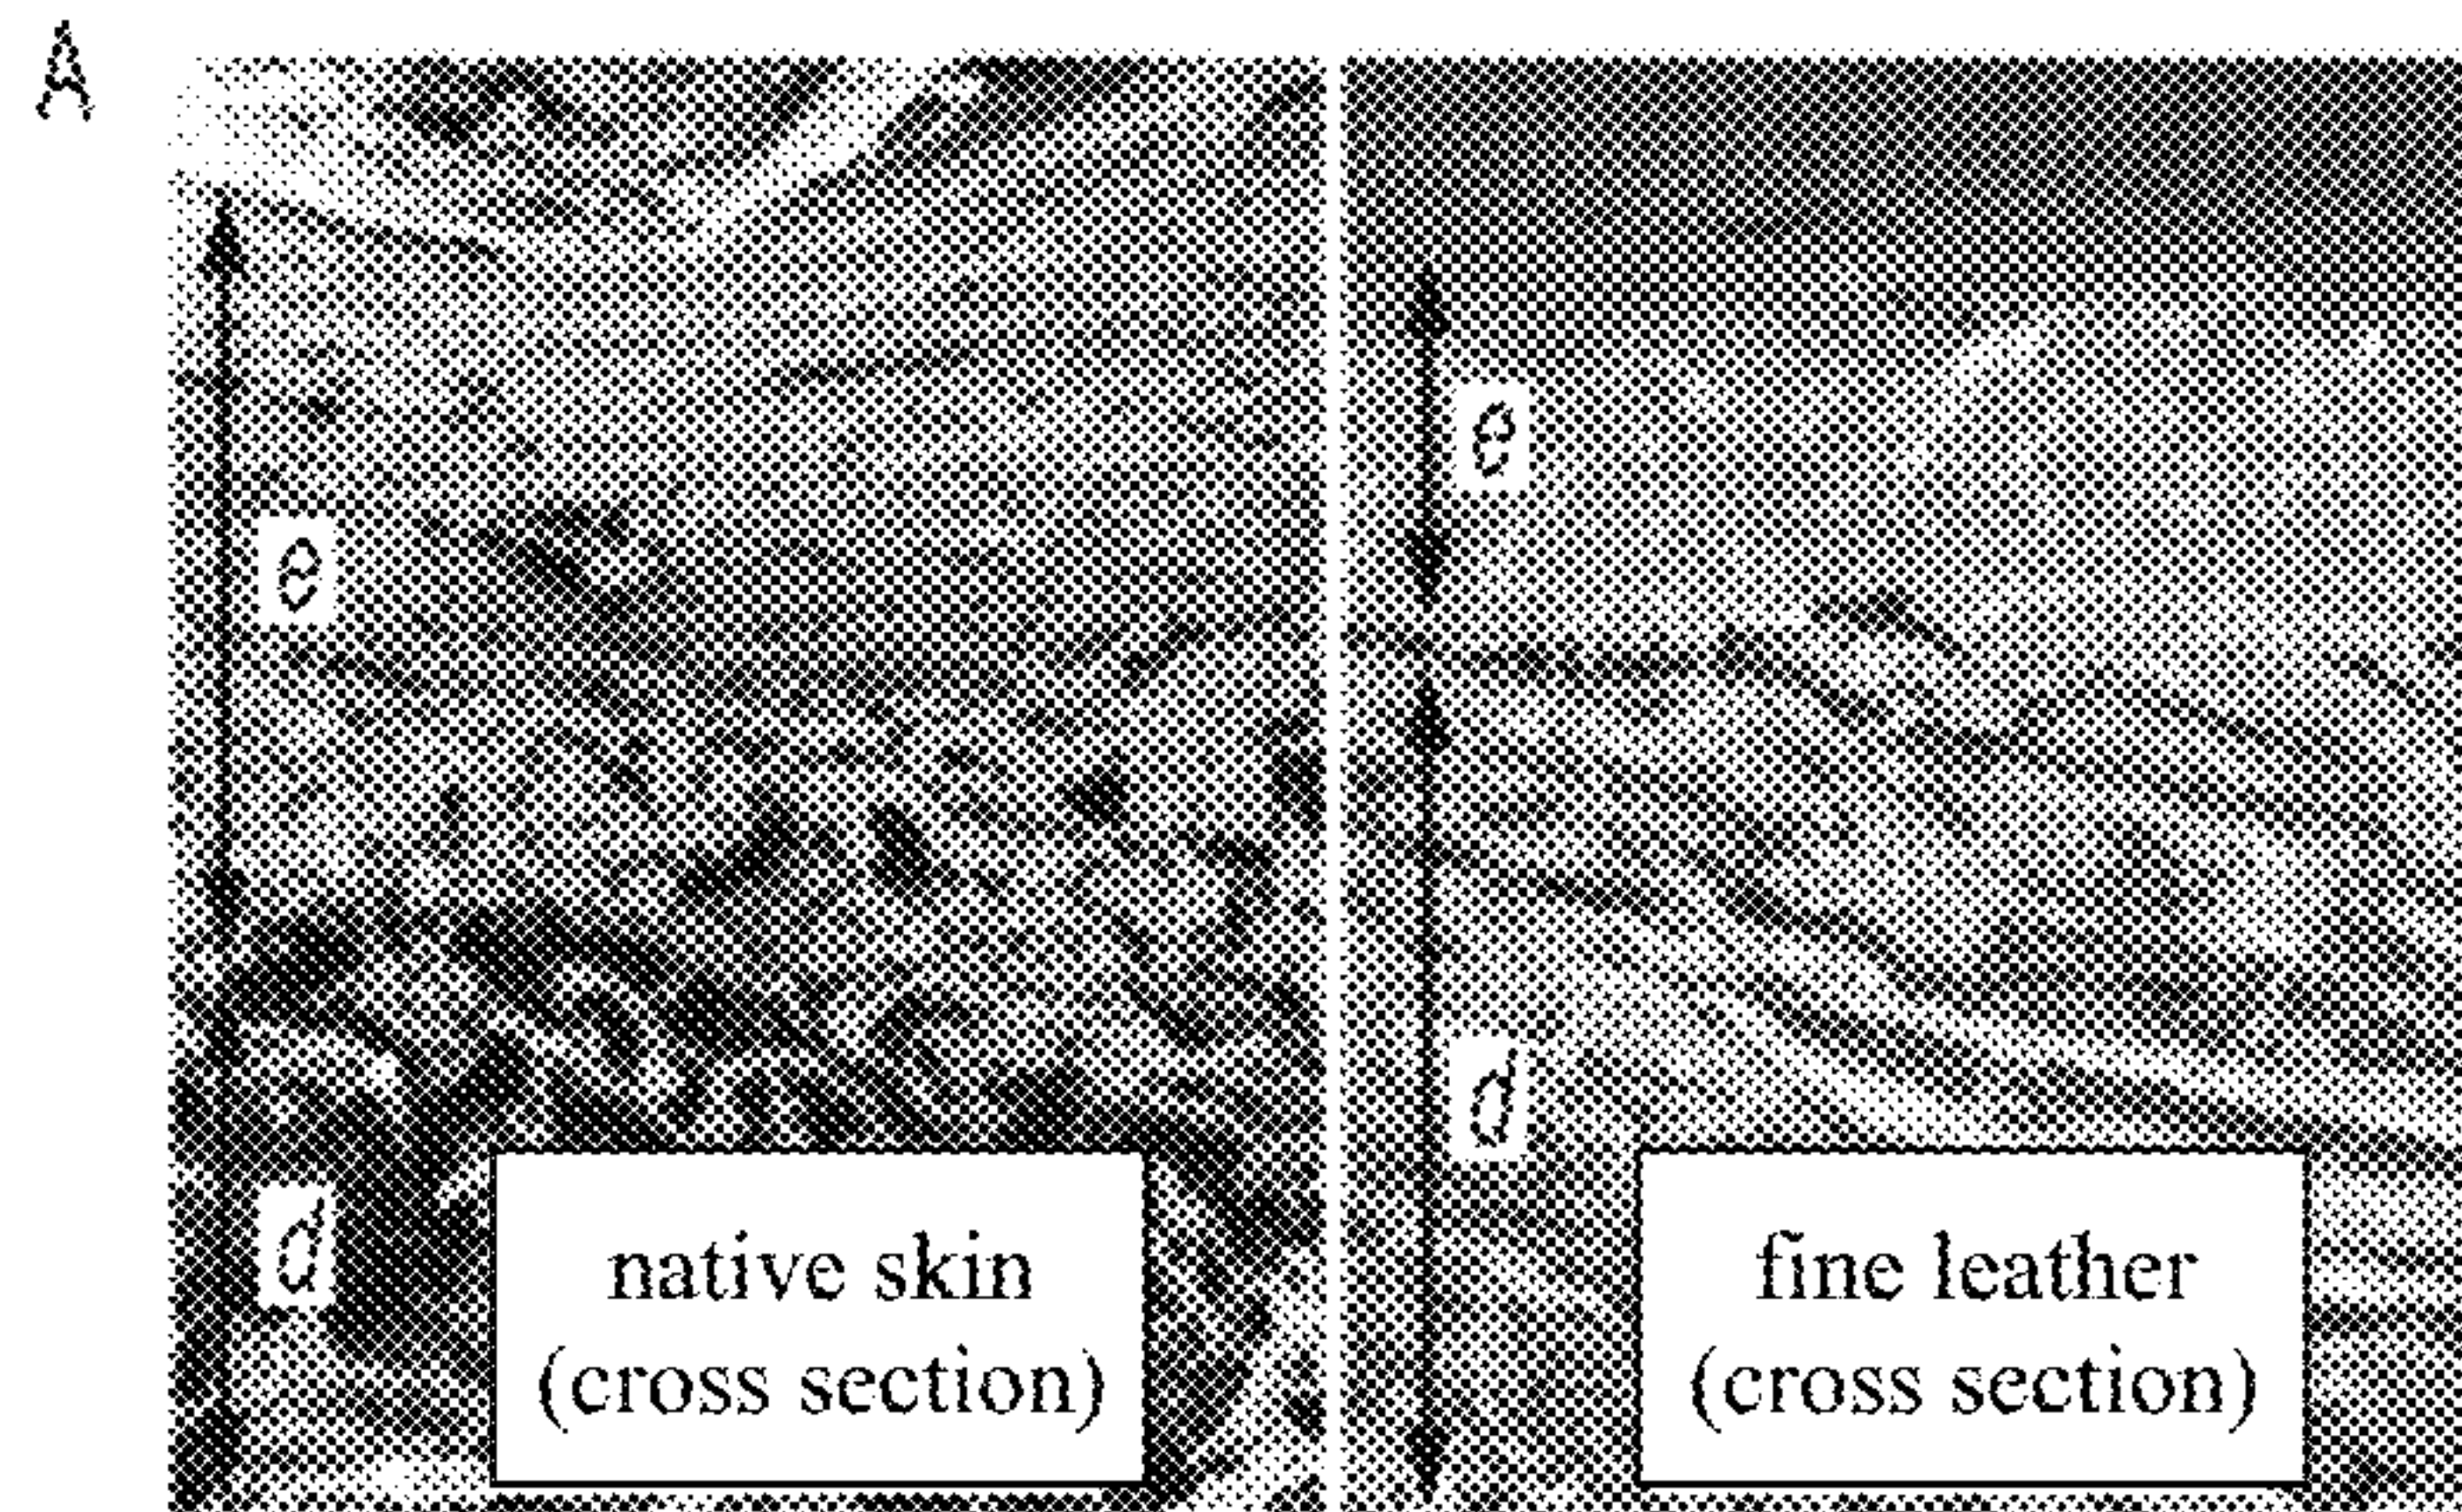 A
e
d
native skin
(cross section)
e
d
fine leather
(cross section)